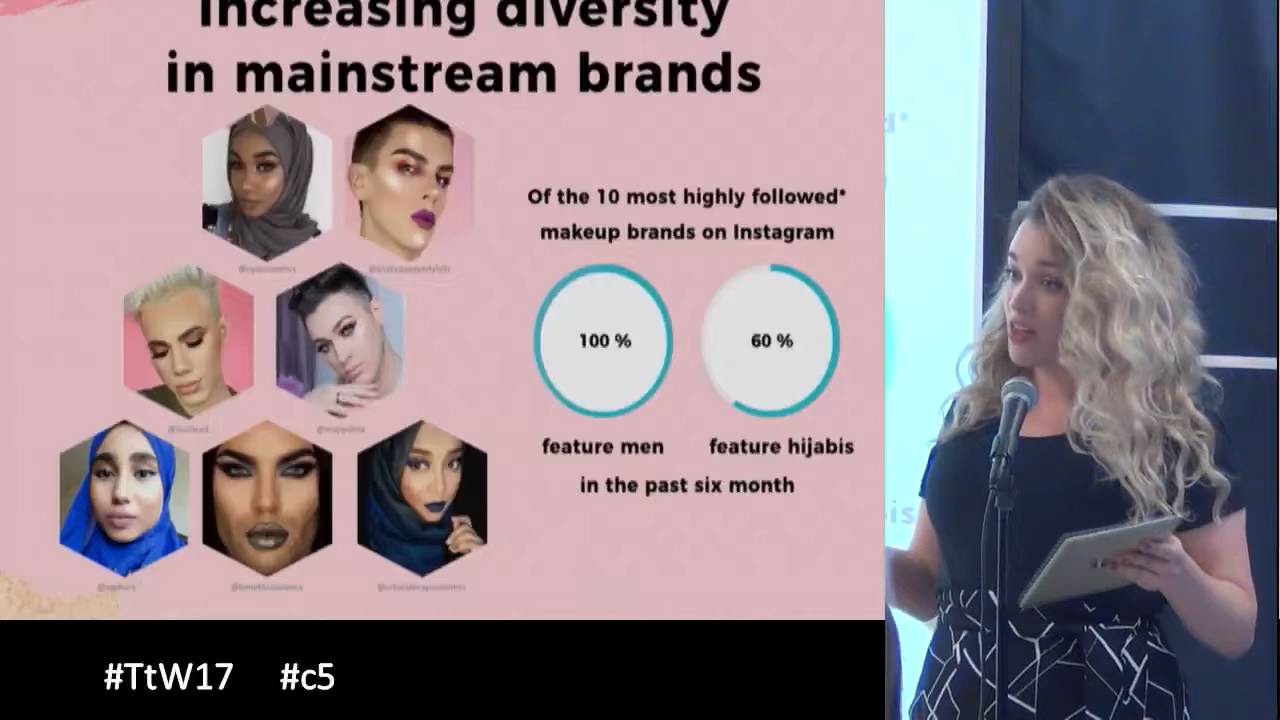 increasing diversity
in mainstream brands
Of the 10 most highly followed*
makeup brands on Instagram
100 %
60 %
feature men
feature hijabis
in the past six month
@sephora
#TtW17 #c5